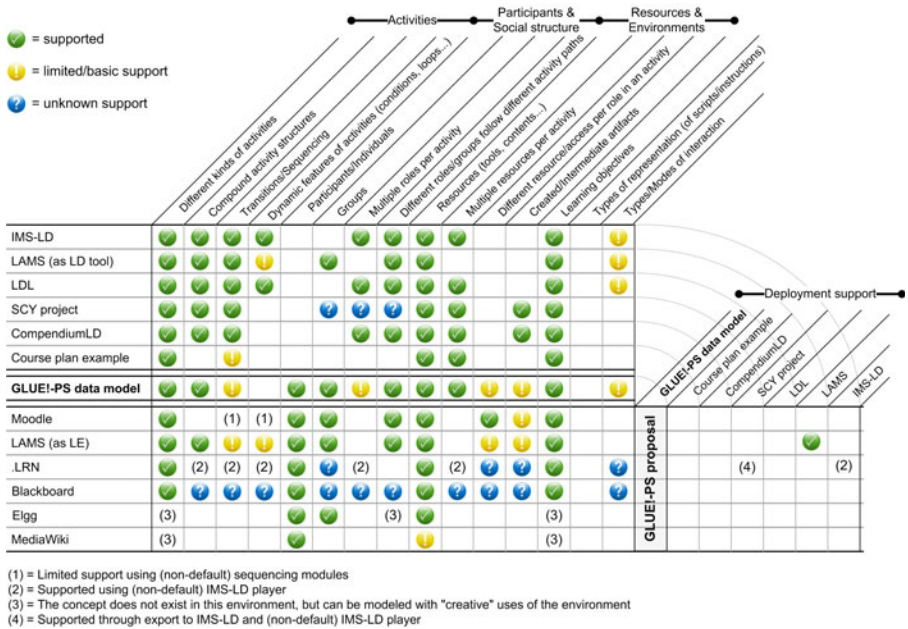 Activities
Participants &
Social structure
Resources &
Environments
= supported
= limited/basic support
= unknown support
Different kinds of activities
Compound activity structures
Transitions/Sequencing
Dynamic features of activities (conditions, loops...)
Participants/Individuals
Groups
Multiple roles per activity
Different roles/groups follow different activity paths
Resources (tools, contents...)
Multiple resources per activity
Different resource/access per role in an activity
Created/Intermediate artifacts
Learning objectives
Types of representation (of scripts/instructions)
Types/Modes of interaction
IMS-LD
LAMS (as LD tool)
LDL
SCY project
CompendiumLD
Course plan example
GLUE!-PS data model
Deployment support
GLUE!-PS data model
Course plan example
CompendiumLD
SCY project
LDL
LAMS
IMS-LD
Moodle (1) (1)
LAMS (as LE)
.LRN (2) (2) (2) (2) (2) (4) (2)
Blackboard
Elgg (3) (3) (3)
MediaWiki (3) (3)
GLUE!-PS proposal
(1) = Limited support using (non-default) sequencing modules
(2) = Supported using (non-default) IMS-LD player
(3) = The concept does not exist in this environment, but can be modeled with "creative" uses of the environment
(4) = Supported through export to IMS-LD and (non-default) IMS-LD player